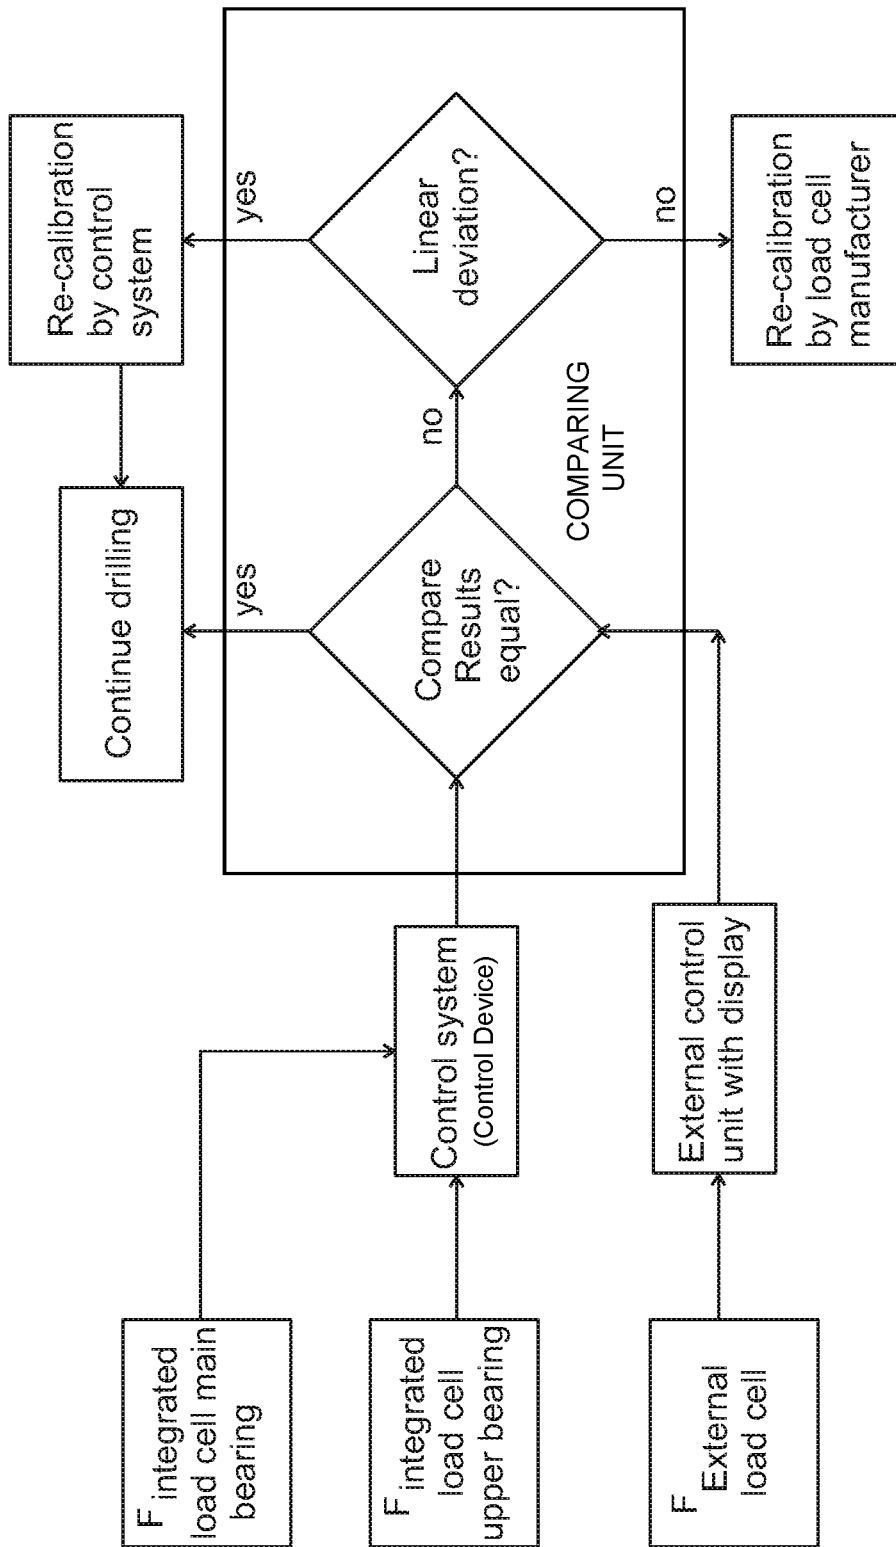 F integrated
load cell main
bearing
F integrated
load cell
upper bearing
F External
load cell
Control system
(Control Device)
External control
unit with display
Compare
Results
equal?
yes
no
Continue drilling
COMPARING
UNIT
Linear
deviation?
yes
no
Re-calibration
by control
system
Re-calibration
by load cell
manufacturer